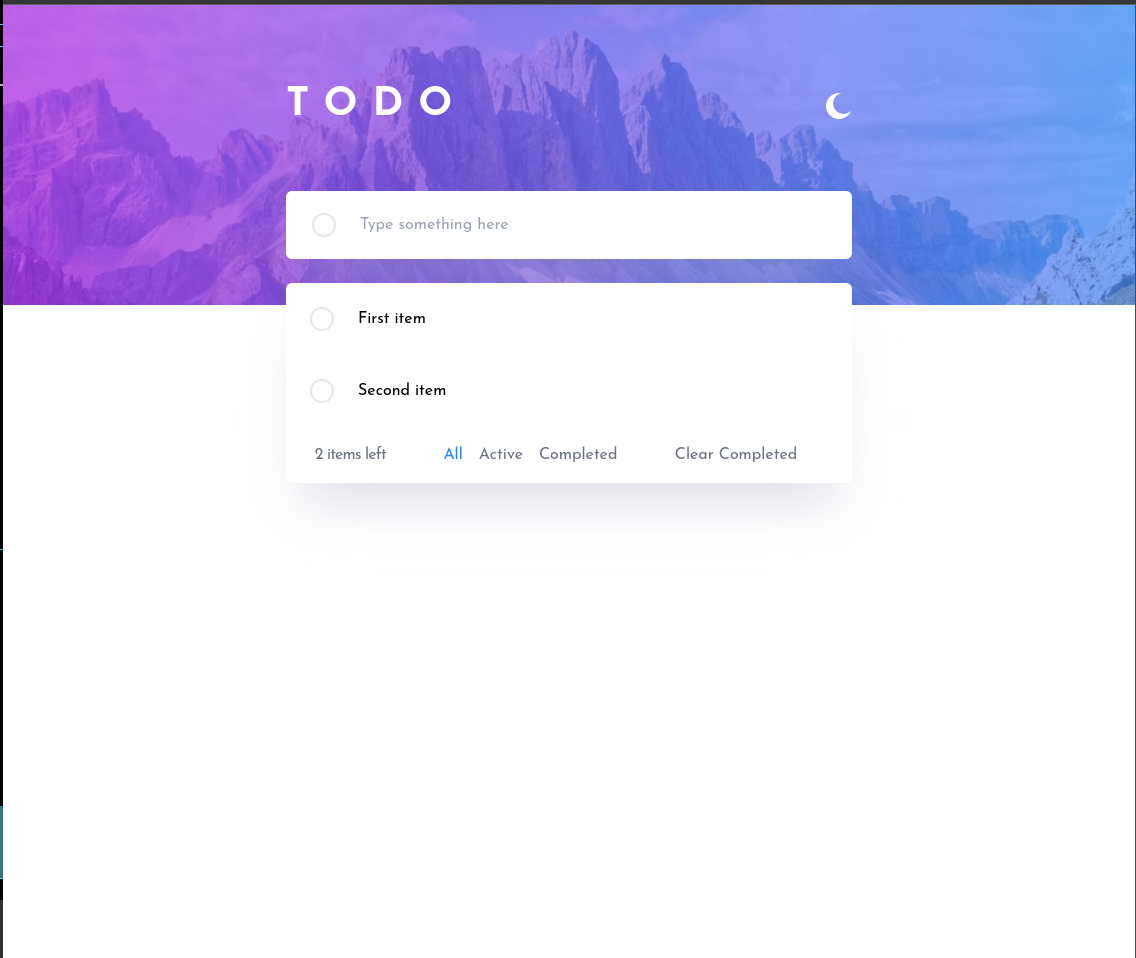 TODO
Type something here
First item
Second item
2 items left All Active Completed Clear Completed